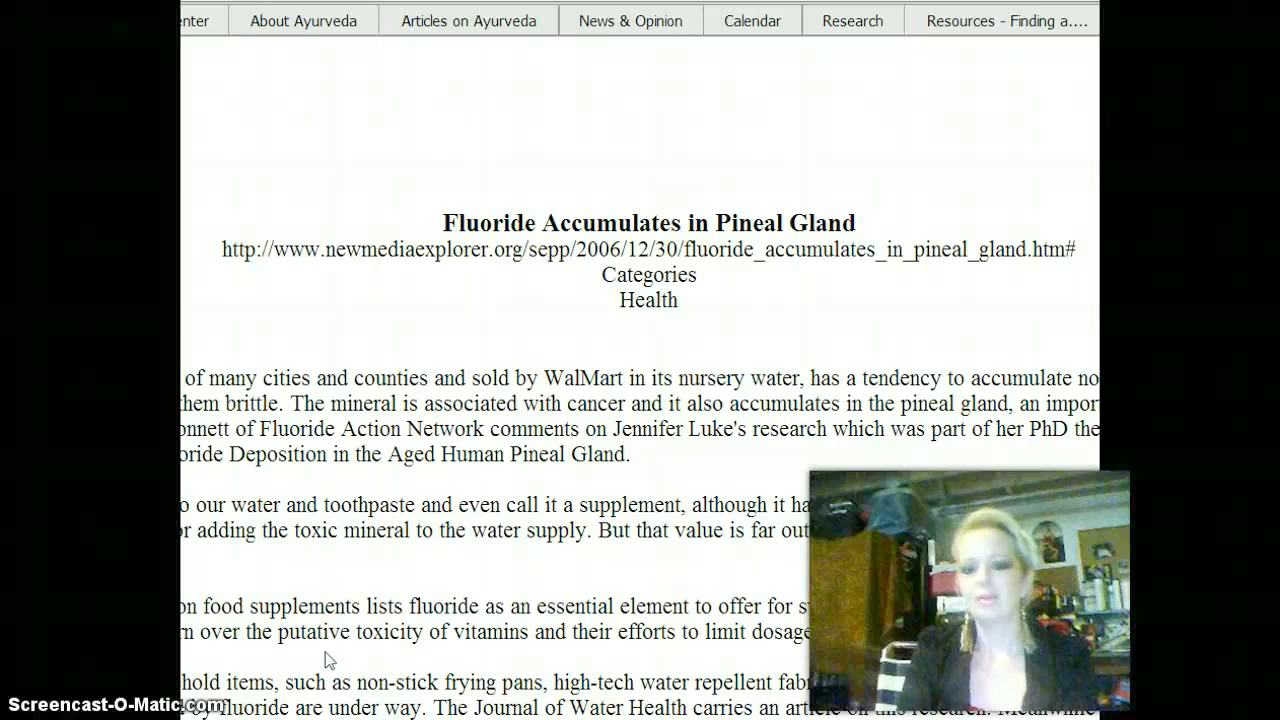 enter About Ayurveda Articles on Ayurveda News & Opinion Calendar Research Resources - Finding a....
Fluoride Accumulates in Pineal Gland
http://www.newmediaexplorer.org/sepp/2006/12/30/fluoride_accumulates_in_pineal_gland.htm#
Categories
Health
of many cities and counties and sold by WalMart in its nursery water, has a tendency to accumulate no
them brittle. The mineral is associated with cancer and it also accumulates in the pineal gland, an impor
onnett of Fluoride Action Network comments on Jennifer Luke's research which was part of her PhD the
oride Deposition in the Aged Human Pineal Gland.
o our water and toothpaste and even call it a supplement, although it ha
or adding the toxic mineral to the water supply. But that value is far out
on food supplements lists fluoride as an essential element to offer for s
rn over the putative toxicity of vitamins and their efforts to limit dosage
hold items, such as non-stick frying pans, high-tech water repellent fab
fluoride are under way. The Journal of Water Health carries an article on this research. Meanwhile
Screencast-O-Matic.com